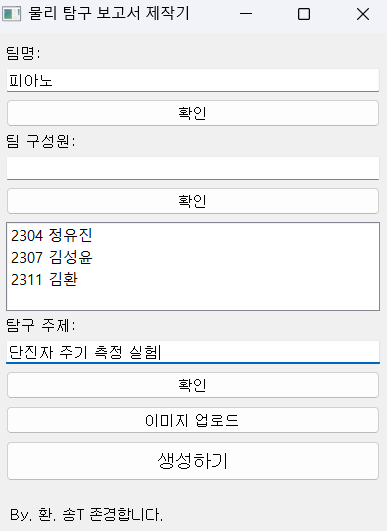 물리 탐구 보고서 제작기
팀명:
피아노
확인
팀 구성원:
확인
2304 정유진
2307 김성윤
2311 김환
탐구 주제:
단진자 주기 측정 실험
확인
이미지 업로드
생성하기
By. 환. 송T 존경합니다.